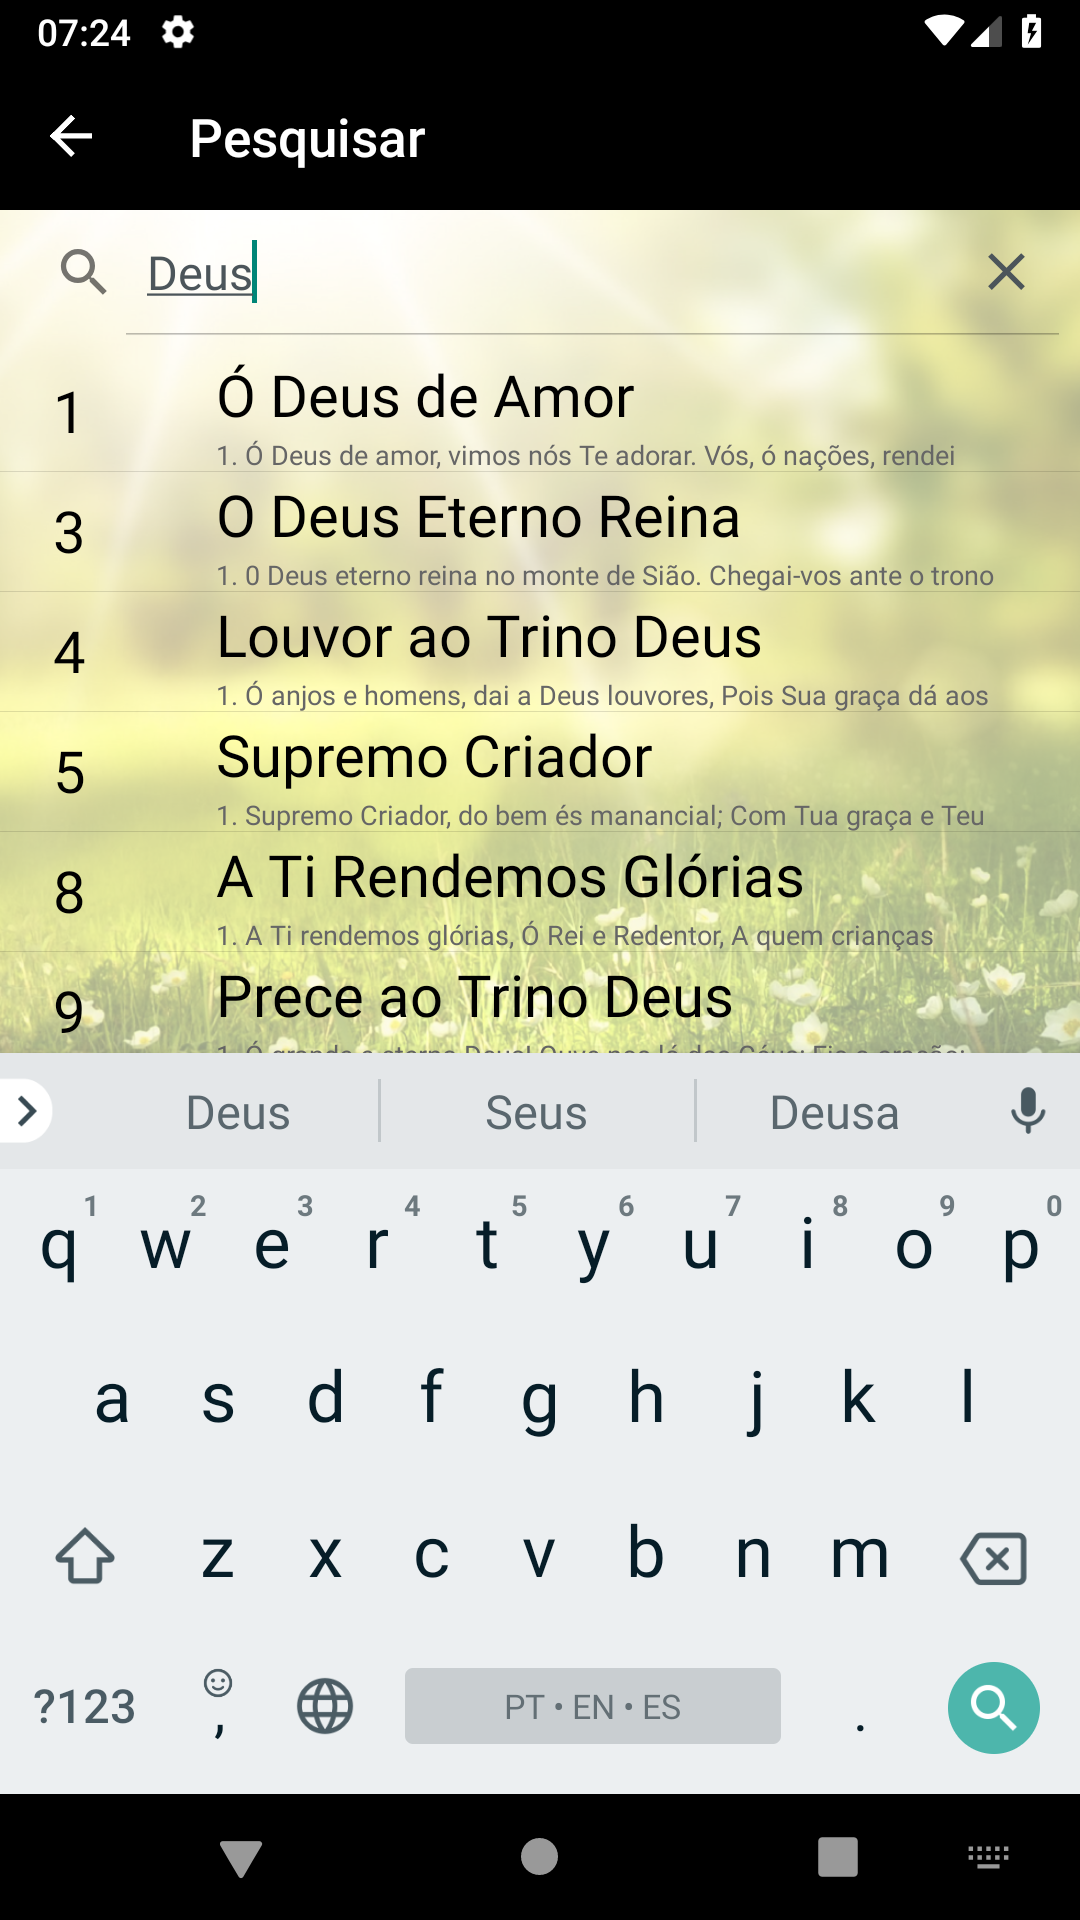 07:24
Pesquisar
Deus
1
Ó Deus de Amor
1. Ó Deus de amor, vimos nós Te adorar. Vós, ó nações, rendei
3
O Deus Eterno Reina
1. 0 Deus eterno reina no monte de Sião. Chegai-vos ante o trono
4
Louvor ao Trino Deus
1. Ó anjos e homens, dai a Deus louvores, Pois Sua graça dá aos
5
Supremo Criador
1. Supremo Criador, do bem és manancial; Com Tua graça e Teu
8
A Ti Rendemos Glórias
1. A Ti rendemos glórias, Ó Rei e Redentor, A quem crianças
9
Prece ao Trino Deus
Deus Seus Deusa
1 2 3 4 5 6 7 8 9 0
q w e r t y u i o p
a s d f g h j k l
z x c v b n m
?123 , PT • EN • ES .